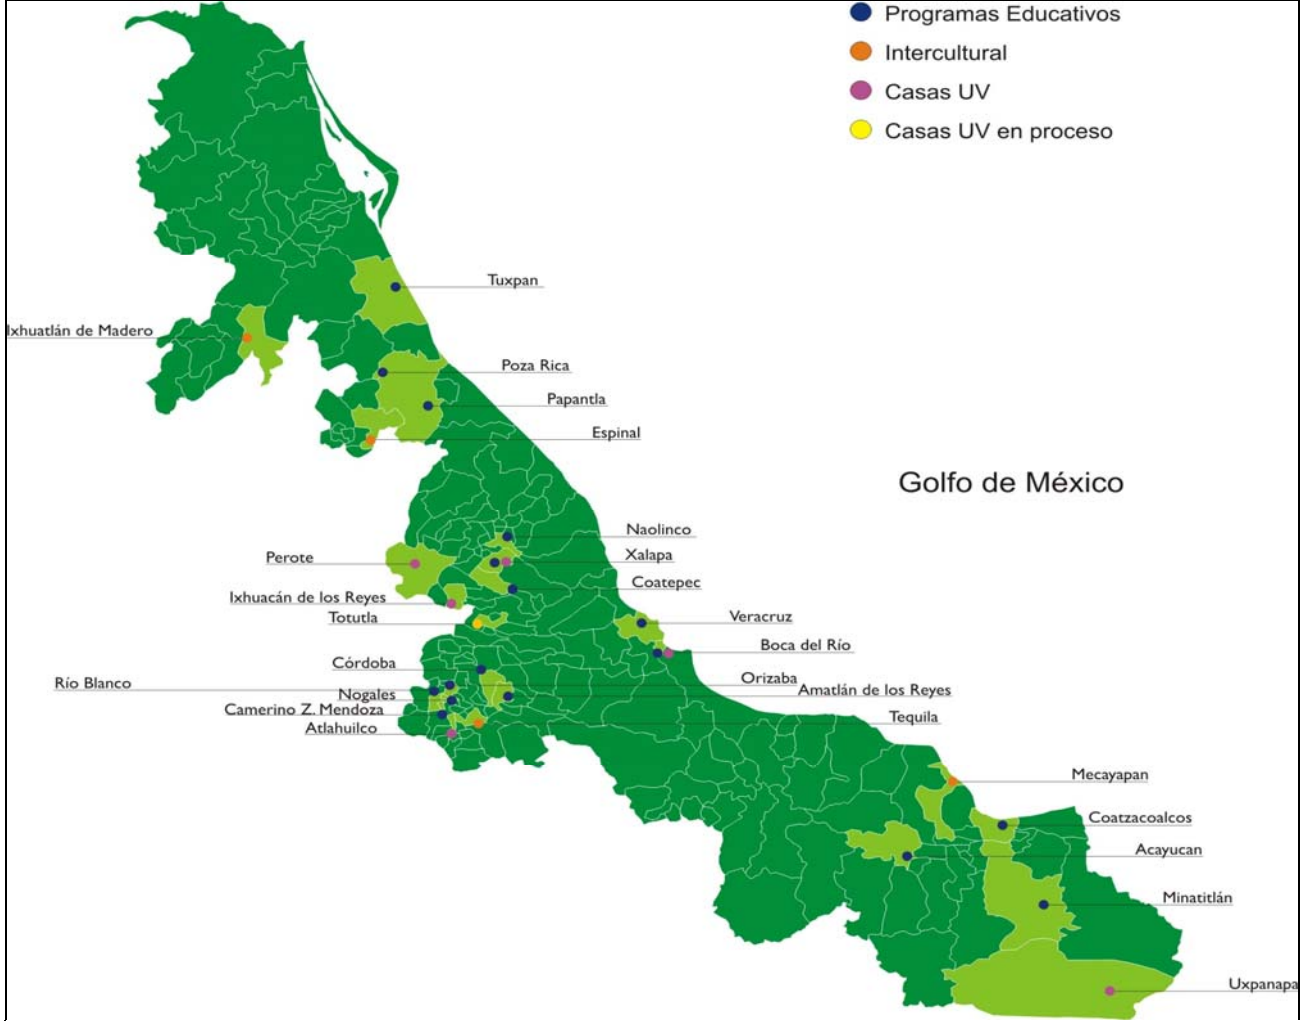 Programas Educativos
Intercultural
Casas UV
Casas UV en proceso
Tuxpan
Ixhuatlán de Madero
Poza Rica
Papantla
Espinal
Golfo de México
Naolinco
Xalapa
Perote
Coatepec
Ixhuacán de los Reyes
Totutla
Veracruz
Boca del Río
Córdoba
Orizaba
Río Blanco
Amatlán de los Reyes
Nogales
Camerino Z. Mendoza
Tequila
Atlahuilco
Mecayapan
Coatzacoalcos
Acayucan
Minatitlán
Uxpanapa